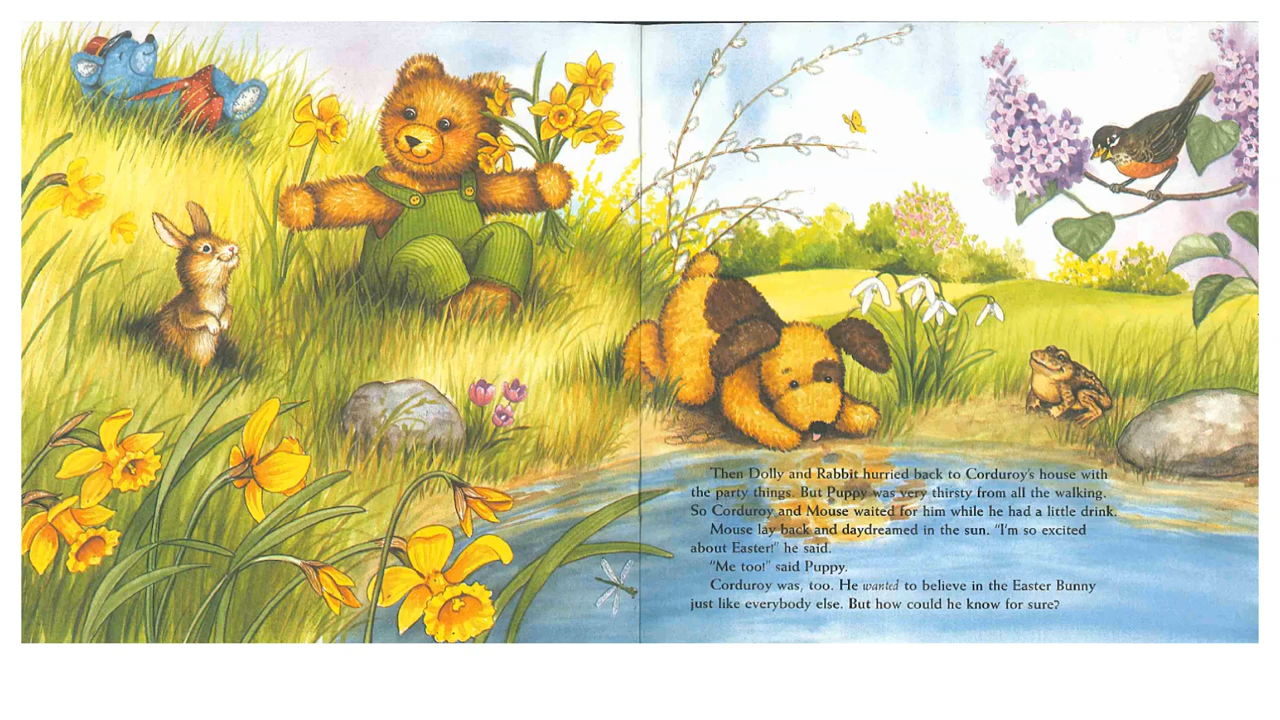 Then Dolly and Rabbit hurried back to Corduroy's house with
the party things. But Puppy was very thirsty from all the walking.
So Corduroy and Mouse waited for him while he had a little drink.
Mouse lay back and daydreamed in the sun. "I'm so excited
about Easter!" he said.
"Me too!" said Puppy.
Corduroy was, too. He wanted to believe in the Easter Bunny
just like everybody else. But how could he know for sure?